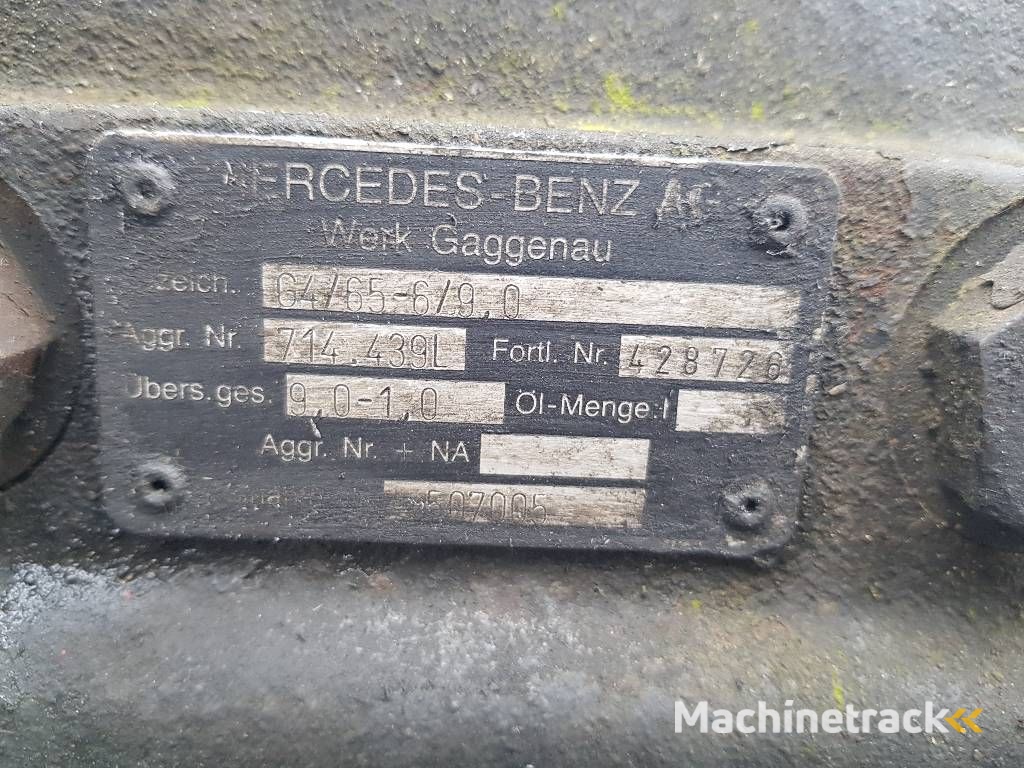 MERCEDES-BENZ AG
Werk Gaggenau
zeich. G4/65-6/9,0
Aggr. Nr. 714.439L Fortl. Nr. 428726
Übers.ges. 9,0-1,0 Öl-Menge l
Aggr. Nr + NA
507005
Machinetrack